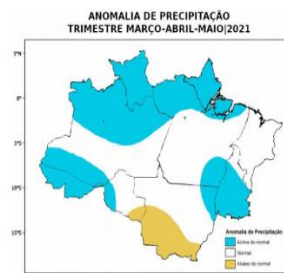 ANOMALIA DE PRECIPITAÇÃO
TRIMESTRE MARÇO-ABRIL-MAIO|2021
5°N
0°
5°S
10°S
15°S
Anomalia de Precipitação
Acima do normal
Normal
Abaixo do normal